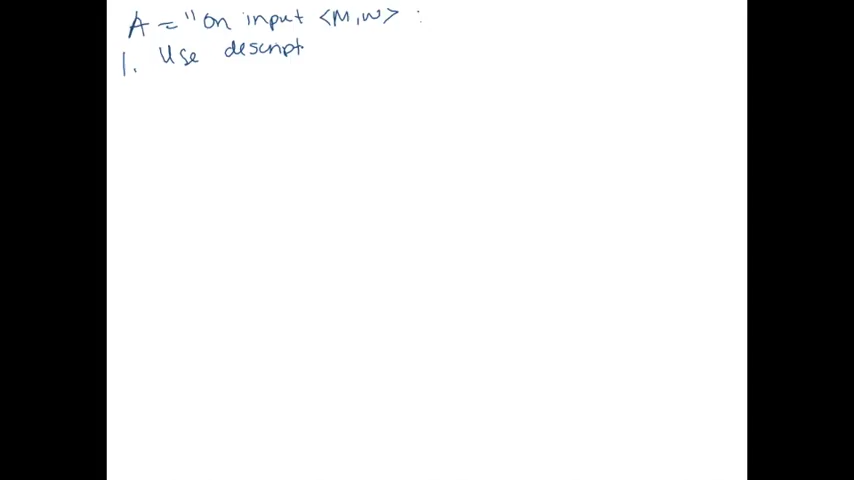 A = "On input <M,w> :
1. Use descript